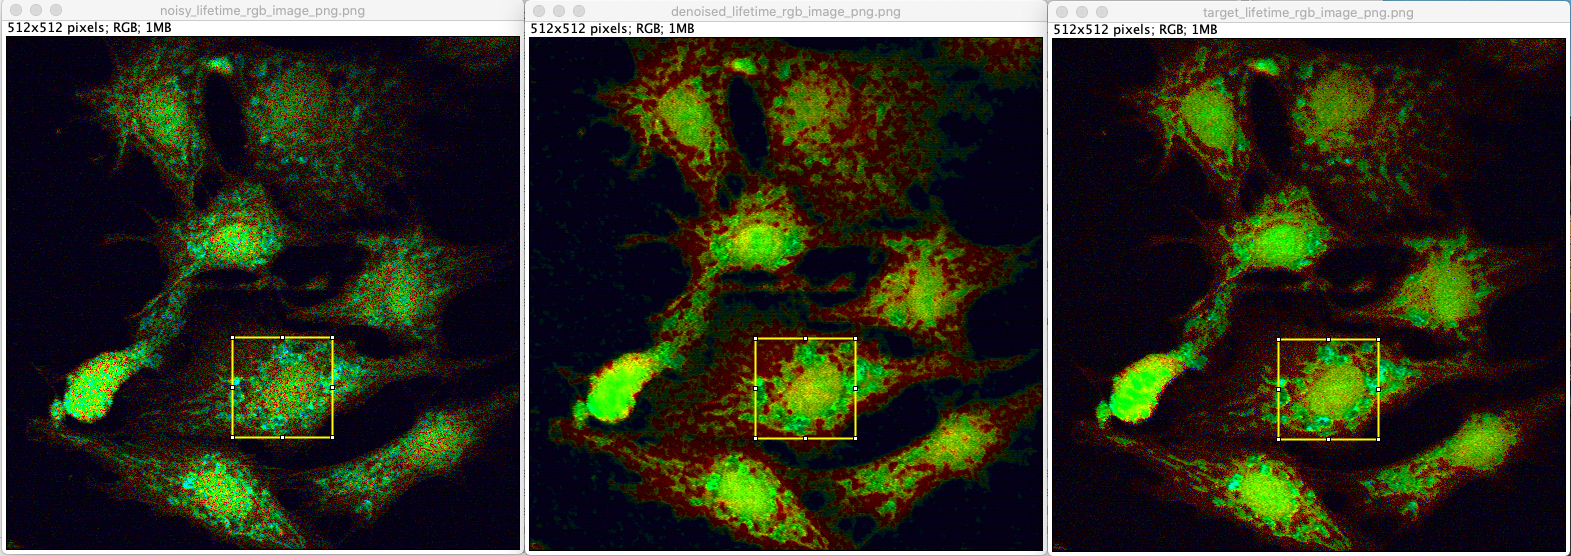 noisy_lifetime_rgb_image_png.png
512x512 pixels; RGB; 1MB
denoised_lifetime_rgb_image_png.png
512x512 pixels; RGB; 1MB
target_lifetime_rgb_image_png.png
512x512 pixels; RGB; 1MB